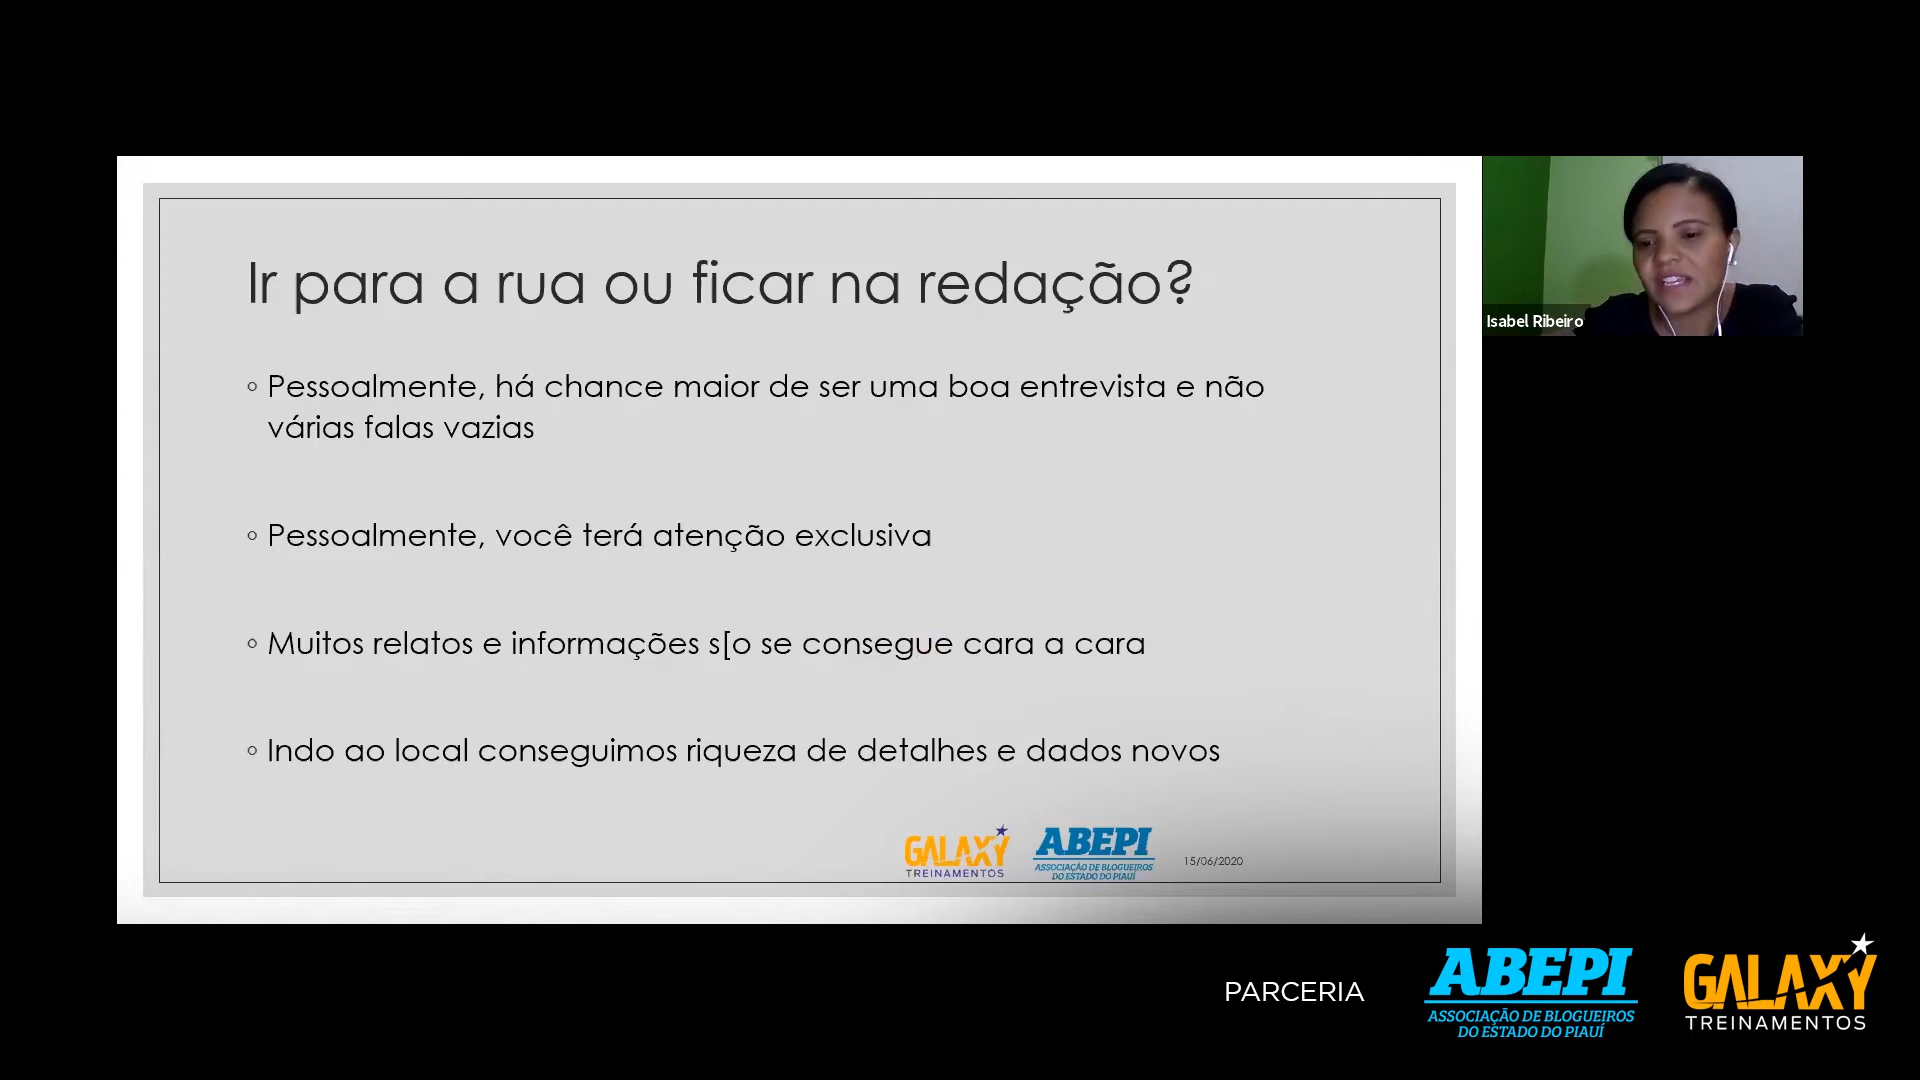 Ir para a rua ou ficar na redação?
Isabel Ribeiro
◦ Pessoalmente, há chance maior de ser uma boa entrevista e não
várias falas vazias
◦ Pessoalmente, você terá atenção exclusiva
◦ Muitos relatos e informações s[o se consegue cara a cara
◦ Indo ao local conseguimos riqueza de detalhes e dados novos
GALAXY
TREINAMENTOS
ABEPI
ASSOCIAÇÃO DE BLOGUEIROS
DO ESTADO DO PIAUÍ
15/06/2020
PARCERIA
ABEPI
ASSOCIAÇÃO DE BLOGUEIROS
DO ESTADO DO PIAUÍ
GALAXY
TREINAMENTOS